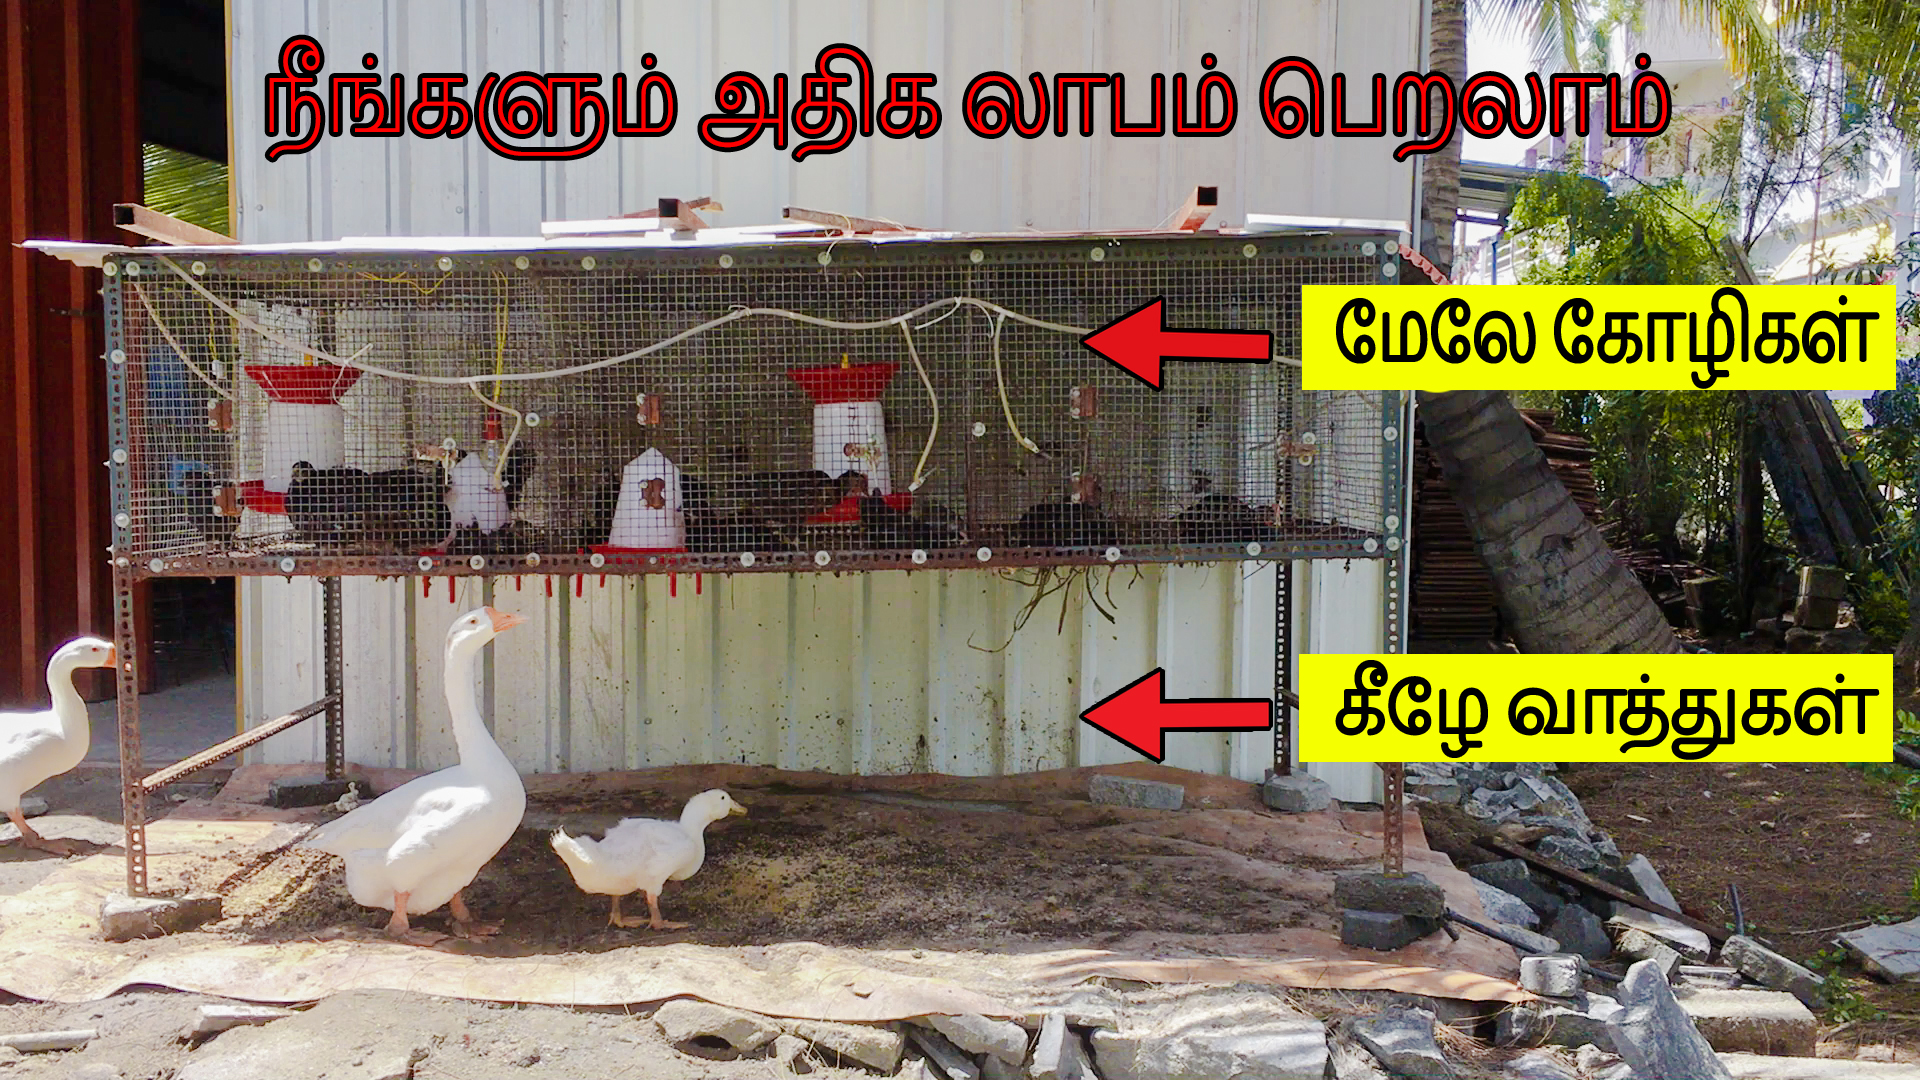 நீங்களும் அதிக லாபம் பெறலாம்
மேலே கோழிகள்
கீழே வாத்துகள்